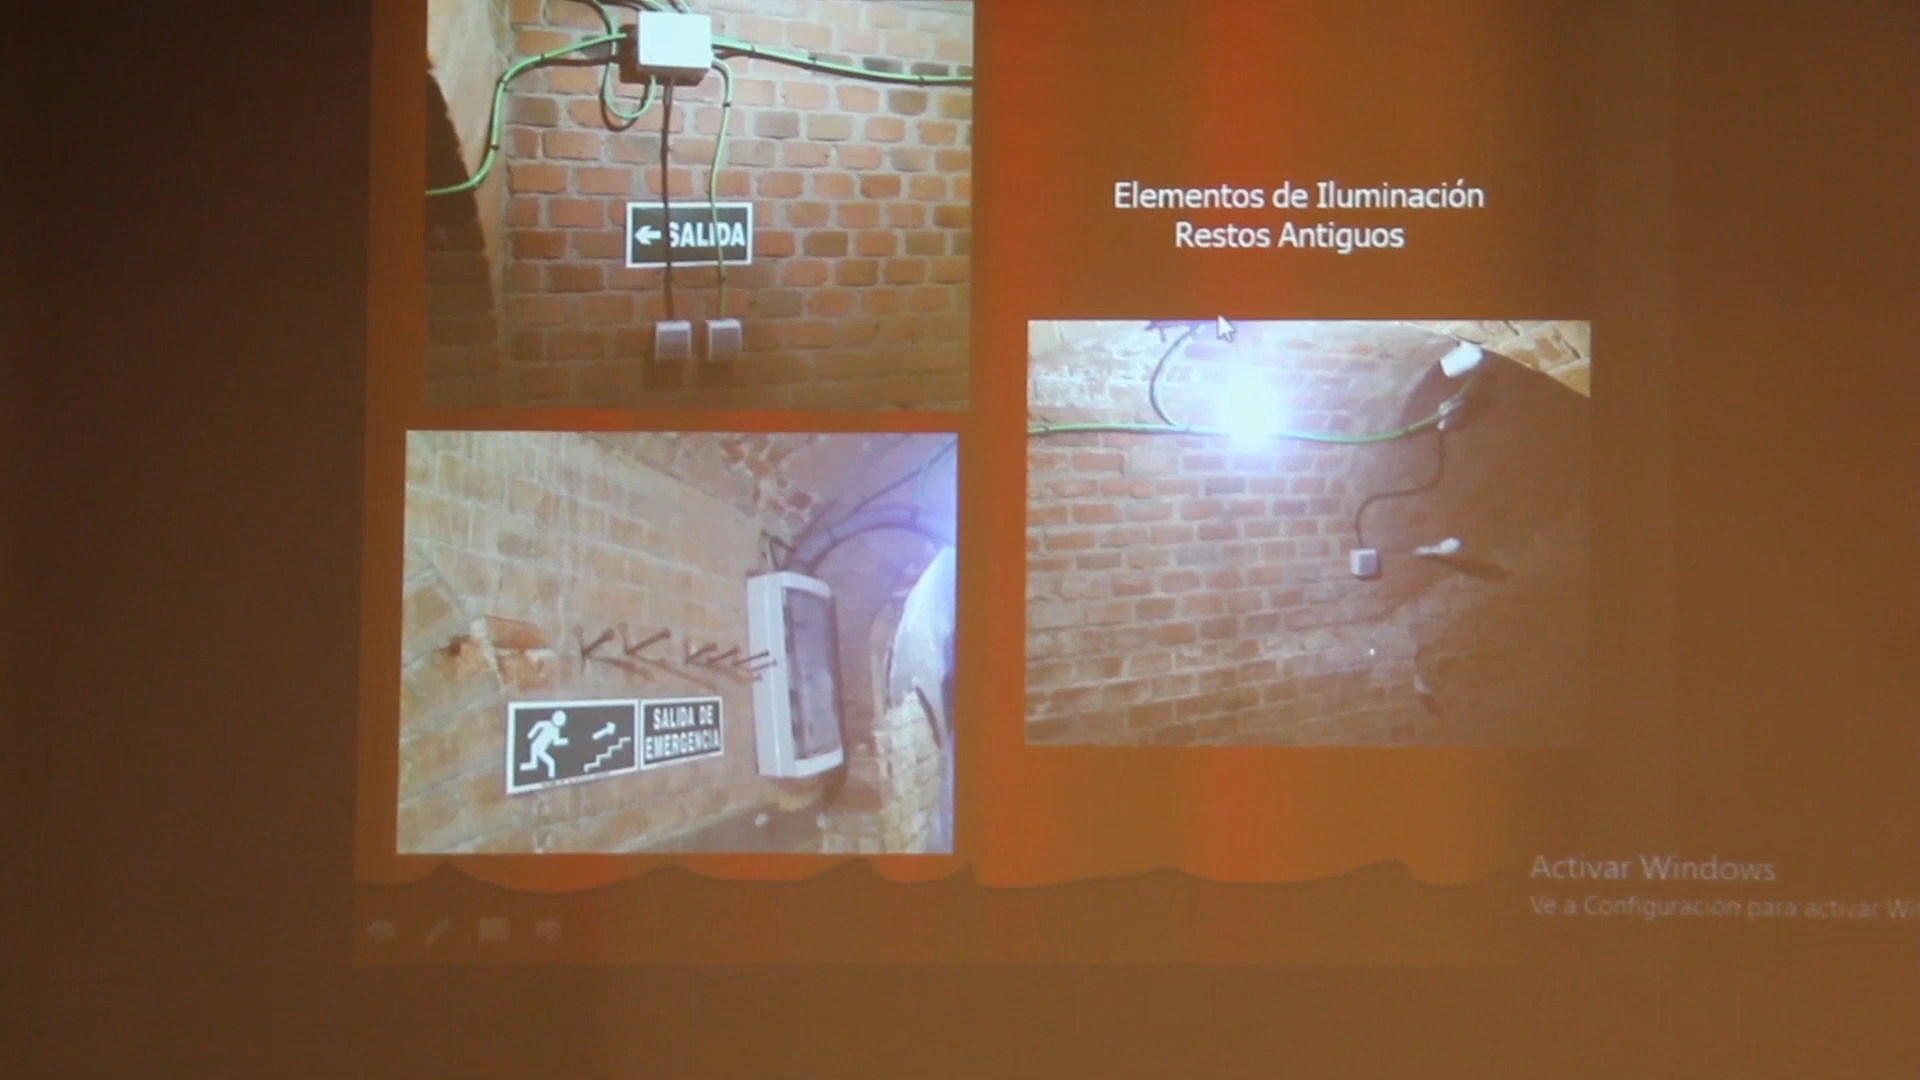 SALIDA
Elementos de Iluminación
Restos Antiguos
SALIDA DE
EMERGENCIA
Activar Windows
Ve a Configuración para activar